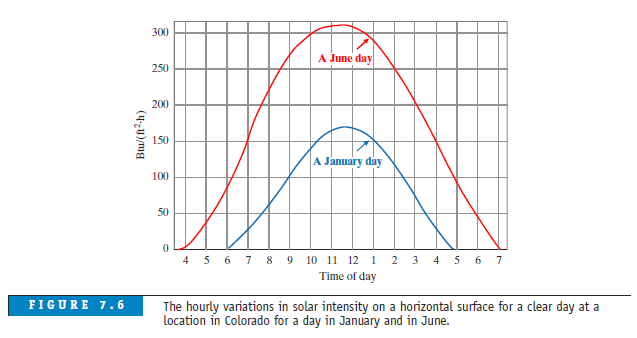 300
250
200
150
100
50
0
Btu/(ft²·h)
A June day
A January day
4 5 6 7 8 9 10 11 12 1 2 3 4 5 6 7
Time of day
FIGURE 7.6
The hourly variations in solar intensity on a horizontal surface for a clear day at a
location in Colorado for a day in January and in June.